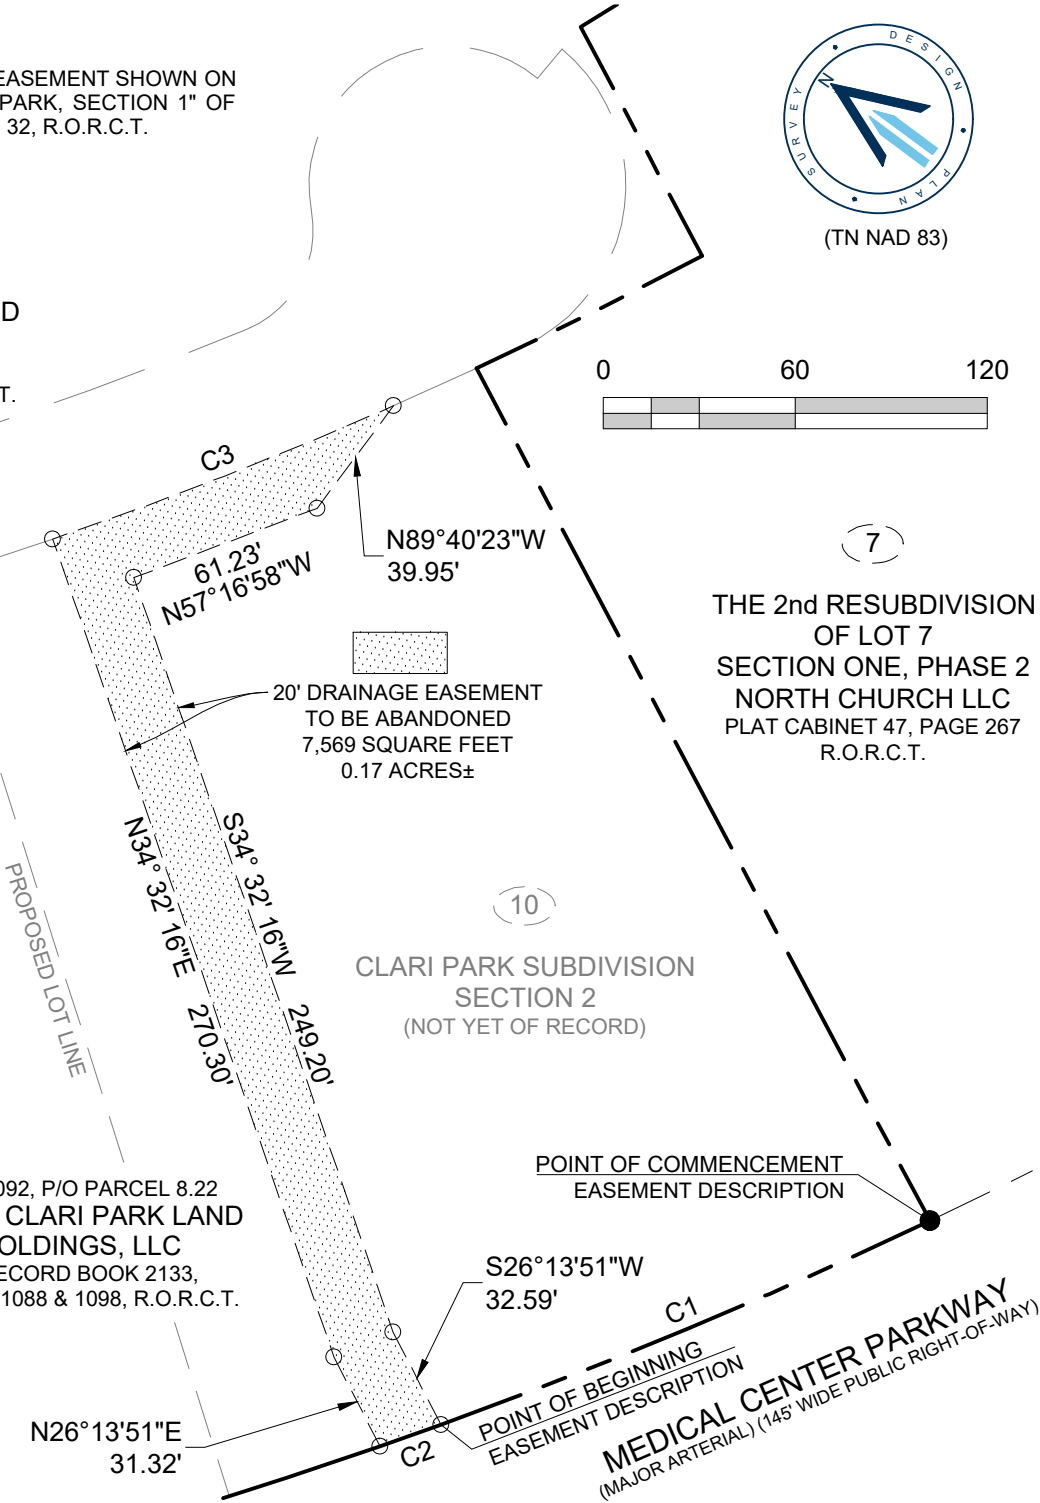 EASEMENT SHOWN ON
PARK, SECTION 1" OF
32, R.O.R.C.T.
SURVEY
DESIGN
PLAN
N
(TN NAD 83)
D
T.
0 60 120
C3
N89°40'23"W
39.95'
61.23'
N57°16'58"W
7
THE 2nd RESUBDIVISION
OF LOT 7
SECTION ONE, PHASE 2
NORTH CHURCH LLC
PLAT CABINET 47, PAGE 267
R.O.R.C.T.
20' DRAINAGE EASEMENT
TO BE ABANDONED
7,569 SQUARE FEET
0.17 ACRES±
N34° 32' 16"E 270.30'
S34° 32' 16"W 249.20'
PROPOSED LOT LINE
10
CLARI PARK SUBDIVISION
SECTION 2
(NOT YET OF RECORD)
POINT OF COMMENCEMENT
EASEMENT DESCRIPTION
092, P/O PARCEL 8.22
CLARI PARK LAND
OLDINGS, LLC
ECORD BOOK 2133,
1088 & 1098, R.O.R.C.T.
S26°13'51"W
32.59'
C1
POINT OF BEGINNING
EASEMENT DESCRIPTION
MEDICAL CENTER PARKWAY
(MAJOR ARTERIAL) (145' WIDE PUBLIC RIGHT-OF-WAY)
N26°13'51"E
31.32'
C2